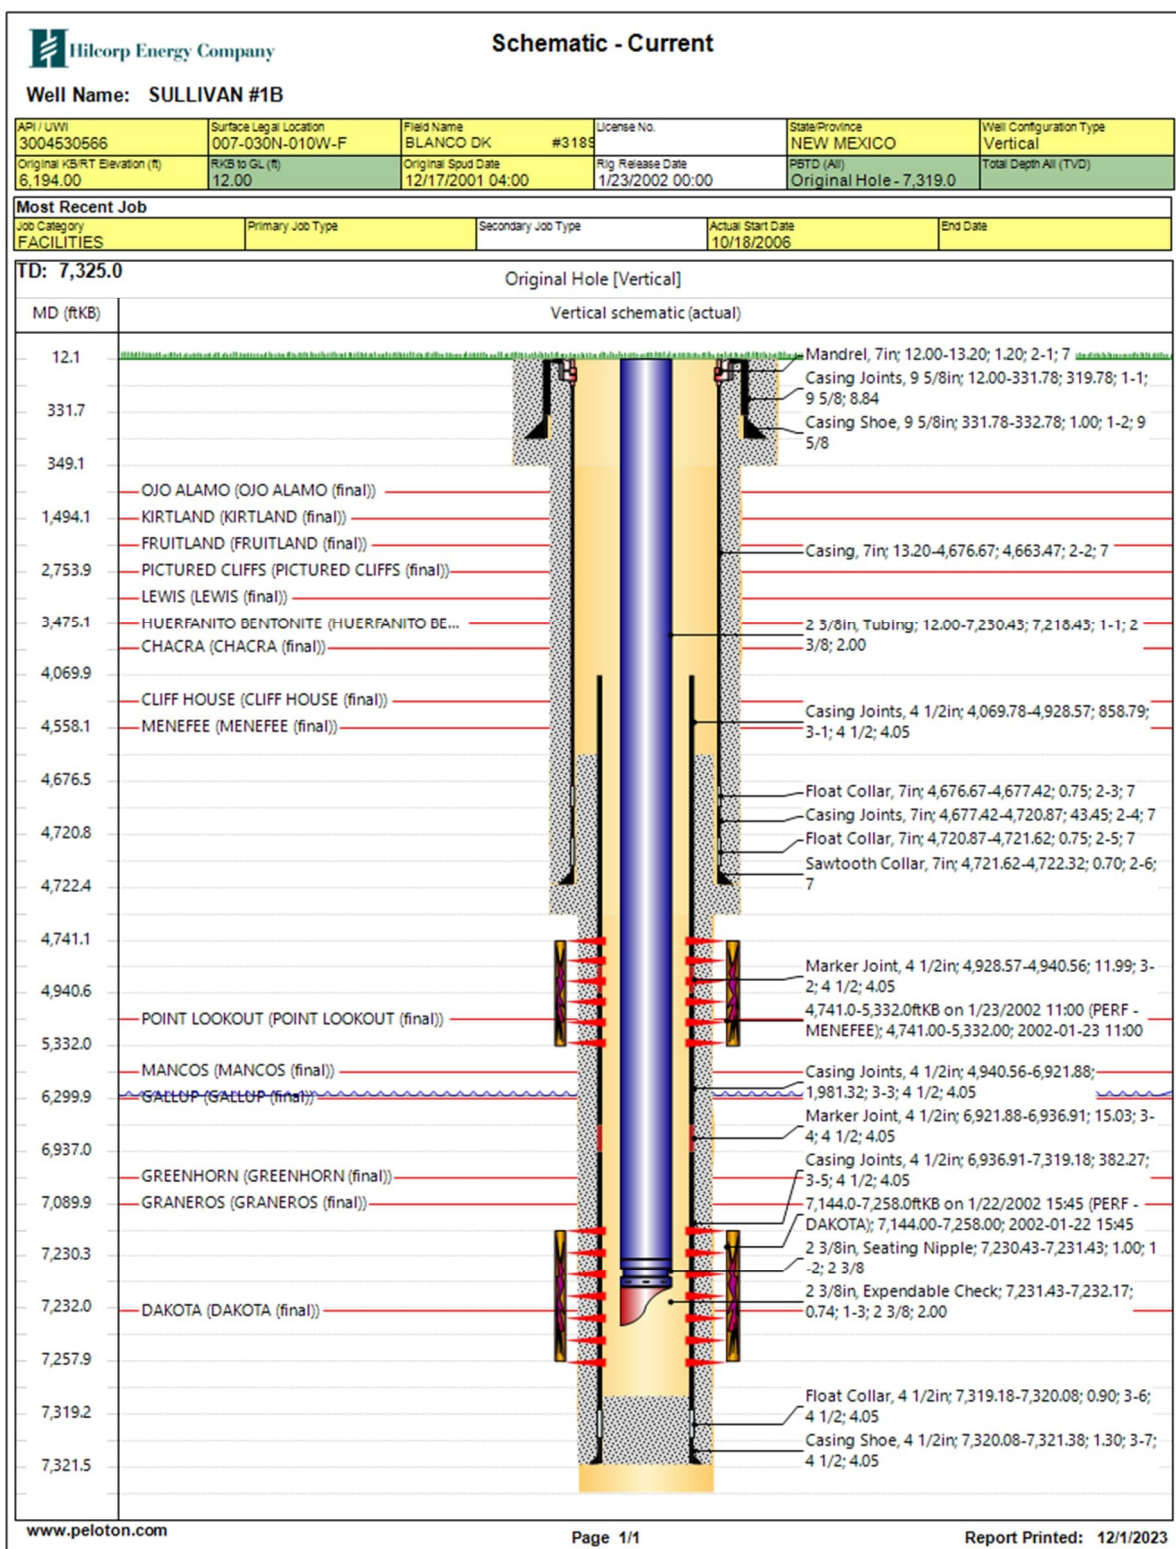 Hilcorp Energy Company
Schematic - Current
Well Name: SULLIVAN #1B
API / UWI
3004530566
Surface Legal Location
007-030N-010W-F
Field Name
BLANCO DK #3189
License No.
State/Province
NEW MEXICO
Well Configuration Type
Vertical
Original KB/RT Elevation (ft)
6,194.00
RKB to GL (ft)
12.00
Original Spud Date
12/17/2001 04:00
Rig Release Date
1/23/2002 00:00
PBTD (All)
Original Hole - 7,319.0
Total Depth All (TVD)
Most Recent Job
Job Category
FACILITIES
Primary Job Type
Secondary Job Type
Actual Start Date
10/18/2006
End Date
TD: 7,325.0
Original Hole [Vertical]
MD (ftKB)
Vertical schematic (actual)
12.1
331.7
349.1
1,494.1
2,753.9
3,475.1
4,069.9
4,558.1
4,676.5
4,720.8
4,722.4
4,741.1
4,940.6
5,332.0
6,299.9
6,937.0
7,089.9
7,230.3
7,232.0
7,257.9
7,319.2
7,321.5
OJO ALAMO (OJO ALAMO (final))
KIRTLAND (KIRTLAND (final))
FRUITLAND (FRUITLAND (final))
PICTURED CLIFFS (PICTURED CLIFFS (final))
LEWIS (LEWIS (final))
HUERFANITO BENTONITE (HUERFANITO BE...
CHACRA (CHACRA (final))
CLIFF HOUSE (CLIFF HOUSE (final))
MENEFEE (MENEFEE (final))
POINT LOOKOUT (POINT LOOKOUT (final))
MANCOS (MANCOS (final))
GALLUP (GALLUP (final))
GREENHORN (GREENHORN (final))
GRANEROS (GRANEROS (final))
DAKOTA (DAKOTA (final))
Mandrel, 7in; 12.00-13.20; 1.20; 2-1; 7
Casing Joints, 9 5/8in; 12.00-331.78; 319.78; 1-1;
9 5/8; 8.84
Casing Shoe, 9 5/8in; 331.78-332.78; 1.00; 1-2; 9
5/8
Casing, 7in; 13.20-4,676.67; 4,663.47; 2-2; 7
2 3/8in, Tubing; 12.00-7,230.43; 7,218.43; 1-1; 2
3/8; 2.00
Casing Joints, 4 1/2in; 4,069.78-4,928.57; 858.79;
3-1; 4 1/2; 4.05
Float Collar, 7in; 4,676.67-4,677.42; 0.75; 2-3; 7
Casing Joints, 7in; 4,677.42-4,720.87; 43.45; 2-4; 7
Float Collar, 7in; 4,720.87-4,721.62; 0.75; 2-5; 7
Sawtooth Collar, 7in; 4,721.62-4,722.32; 0.70; 2-6;
7
Marker Joint, 4 1/2in; 4,928.57-4,940.56; 11.99; 3-
2; 4 1/2; 4.05
4,741.0-5,332.0ftKB on 1/23/2002 11:00 (PERF -
MENEFEE); 4,741.00-5,332.00; 2002-01-23 11:00
Casing Joints, 4 1/2in; 4,940.56-6,921.88;
1,981.32; 3-3; 4 1/2; 4.05
Marker Joint, 4 1/2in; 6,921.88-6,936.91; 15.03; 3-
4; 4 1/2; 4.05
Casing Joints, 4 1/2in; 6,936.91-7,319.18; 382.27;
3-5; 4 1/2; 4.05
7,144.0-7,258.0ftKB on 1/22/2002 15:45 (PERF -
DAKOTA); 7,144.00-7,258.00; 2002-01-22 15:45
2 3/8in, Seating Nipple; 7,230.43-7,231.43; 1.00; 1
-2; 2 3/8
2 3/8in, Expendable Check; 7,231.43-7,232.17;
0.74; 1-3; 2 3/8; 2.00
Float Collar, 4 1/2in; 7,319.18-7,320.08; 0.90; 3-6;
4 1/2; 4.05
Casing Shoe, 4 1/2in; 7,320.08-7,321.38; 1.30; 3-7;
4 1/2; 4.05
www.peloton.com
Page 1/1
Report Printed: 12/1/2023